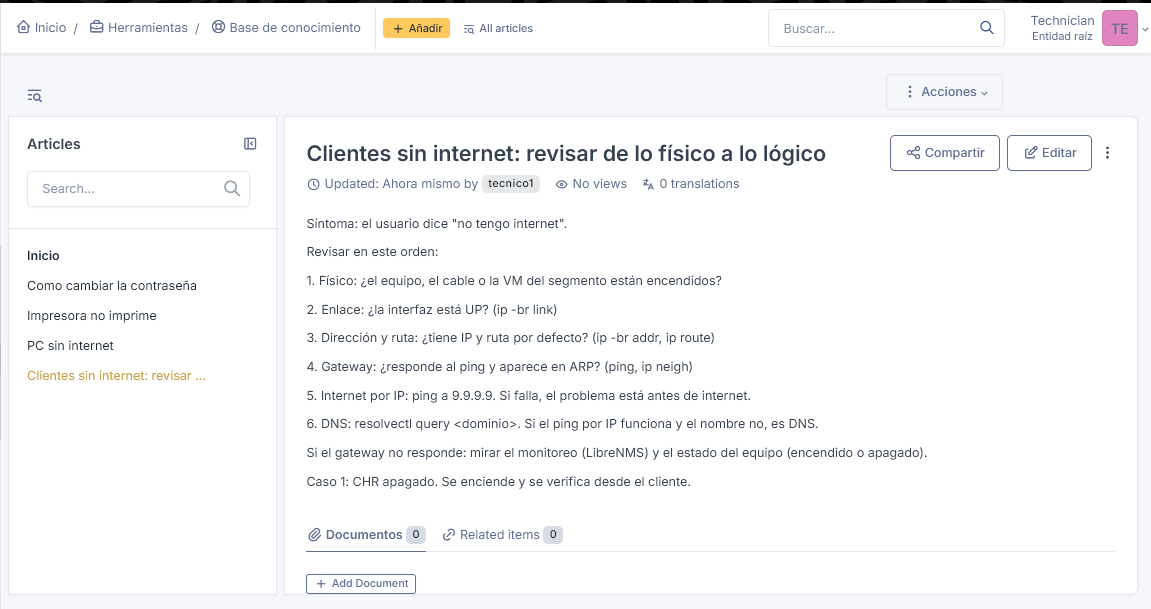 Inicio / Herramientas / Base de conocimiento
+ Añadir
All articles
Buscar...
Technician
Entidad raíz
TE
Acciones
Articles
Search...
Inicio
Como cambiar la contraseña
Impresora no imprime
PC sin internet
Clientes sin internet: revisar ...
Clientes sin internet: revisar de lo físico a lo lógico
Compartir
Editar
Updated: Ahora mismo by tecnico1
No views
0 translations
Síntoma: el usuario dice "no tengo internet".
Revisar en este orden:
1. Físico: ¿el equipo, el cable o la VM del segmento están encendidos?
2. Enlace: ¿la interfaz está UP? (ip -br link)
3. Dirección y ruta: ¿tiene IP y ruta por defecto? (ip -br addr, ip route)
4. Gateway: ¿responde al ping y aparece en ARP? (ping, ip neigh)
5. Internet por IP: ping a 9.9.9.9. Si falla, el problema está antes de internet.
6. DNS: resolvectl query <dominio>. Si el ping por IP funciona y el nombre no, es DNS.
Si el gateway no responde: mirar el monitoreo (LibreNMS) y el estado del equipo (encendido o apagado).
Caso 1: CHR apagado. Se enciende y se verifica desde el cliente.
Documentos 0
Related items 0
+ Add Document